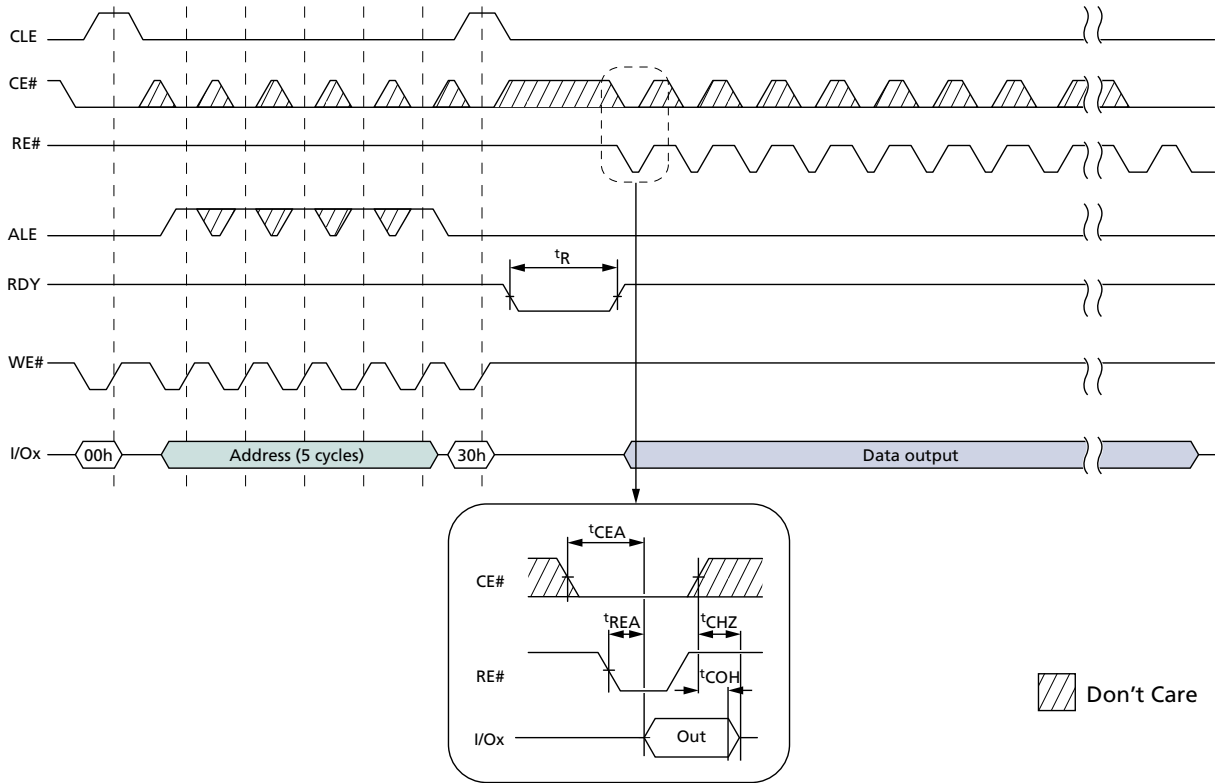 CLE
CE#
RE#
ALE
tR
RDY
WE#
I/Ox 00h Address (5 cycles) 30h Data output
tCEA
CE#
tREA tCHZ
RE# tCOH
I/Ox Out
Don't Care